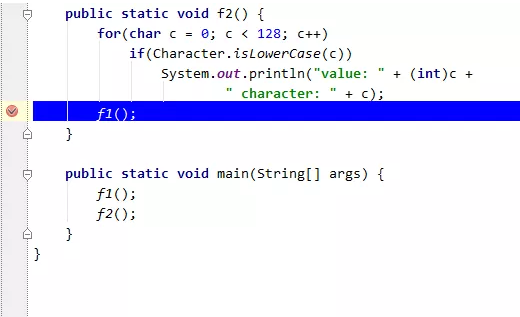 public static void f2() {
for(char c = 0; c < 128; c++)
if(Character.isLowerCase(c))
System.out.println("value: " + (int)c +
" character: " + c);
f1();
}
public static void main(String[] args) {
f1();
f2();
}
}